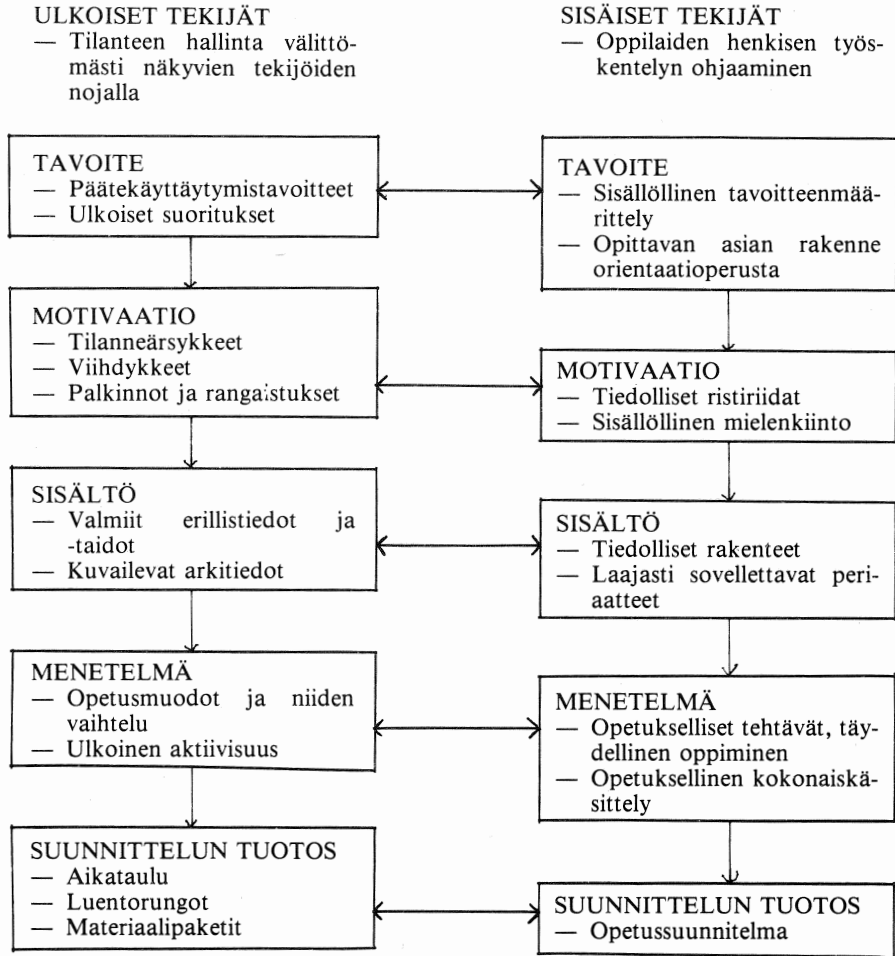 ULKOISET TEKIJÄT
— Tilanteen hallinta välittö-
mästi näkyvien tekijöiden
nojalla
TAVOITE
— Päätekäyttäytymistavoitteet
— Ulkoiset suoritukset
MOTIVAATIO
— Tilanneärsykkeet
— Viihdykkeet
— Palkinnot ja rangaistukset
SISÄLTÖ
— Valmiit erillistiedot ja
-taidot
— Kuvailevat arkitiedot
MENETELMÄ
— Opetusmuodot ja niiden
vaihtelu
— Ulkoinen aktiivisuus
SUUNNITTELUN TUOTOS
— Aikataulu
— Luentorungot
— Materiaalipaketit
SISÄISET TEKIJÄT
— Oppilaiden henkisen työs-
kentelyn ohjaaminen
TAVOITE
— Sisällöllinen tavoitteenmää-
rittely
— Opittavan asian rakenne
orientaatioperusta
MOTIVAATIO
— Tiedolliset ristiriidat
— Sisällöllinen mielenkiinto
SISÄLTÖ
— Tiedolliset rakenteet
— Laajasti sovellettavat peri-
aatteet
MENETELMÄ
— Opetukselliset tehtävät, täy-
dellinen oppiminen
— Opetuksellinen kokonaiskä-
sittely
SUUNNITTELUN TUOTOS
— Opetussuunnitelma